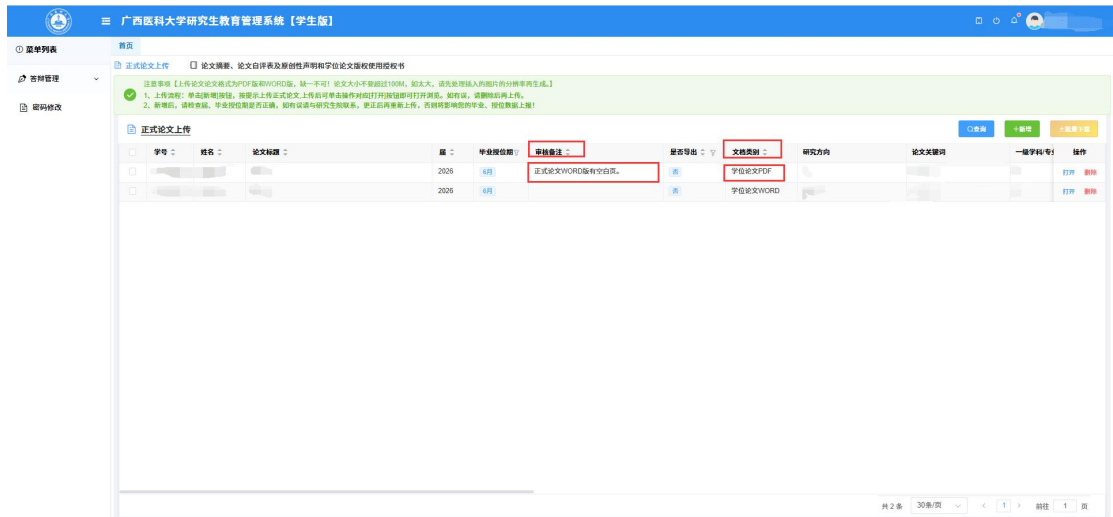 广西医科大学研究生教育管理系统【学生版】
菜单列表
首页
正式论文上传 论文摘要、论文自评表及原创性声明和学位论文版权使用授权书
答辩管理
密码修改
注意事项【上传论文论文格式为PDF版和WORD版，缺一不可！论文大小不要超过100M，如太大，请先处理插入的图片的分辨率再生成。】
1、上传流程：单击[新增]按钮，按提示上传正式论文,上传后可单击操作对应[打开]按钮即可打开浏览。如有误，请删除后再上传。
2、新增后，请检查届、毕业授位期是否正确，如有误请与研究生院联系，更正后再重新上传，否则将影响您的毕业、授位数据上报！
正式论文上传
查询 +新增
学号 姓名 论文标题 届 毕业授位期 审核备注 是否导出 文档类别 研究方向 论文关键词 一级学科/专业 操作
2026 6月 正式论文WORD版有空白页。 否 学位论文PDF 打开 删除
2026 6月 否 学位论文WORD 打开 删除
共 2 条 30条/页 < 1 > 前往 1 页